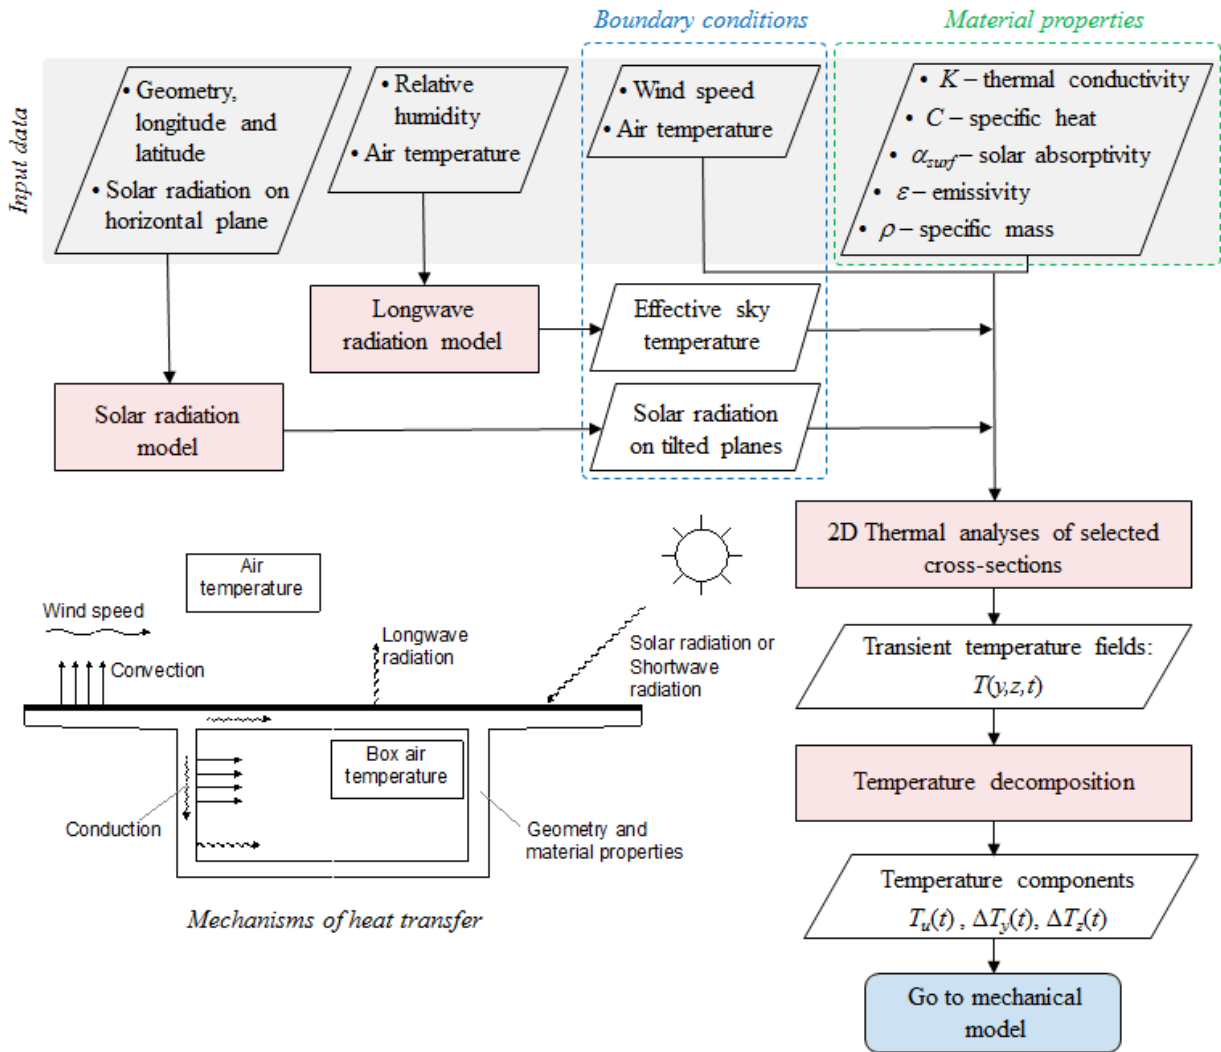 Boundary conditions
Material properties
Input data
• Geometry,
longitude and
latitude
• Solar radiation on
horizontal plane
• Relative
humidity
• Air temperature
• Wind speed
• Air temperature
• K – thermal conductivity
• C – specific heat
• αsurf – solar absorptivity
• ε – emissivity
• ρ – specific mass
Longwave
radiation model
Effective sky
temperature
Solar radiation
model
Solar radiation
on tilted planes
2D Thermal analyses of selected
cross-sections
Transient temperature fields:
T(y,z,t)
Temperature decomposition
Temperature components
Tu(t) , ΔTy(t), ΔTz(t)
Go to mechanical
model
Air
temperature
Wind speed
Convection
Longwave
radiation
Solar radiation or
Shortwave
radiation
Box air
temperature
Conduction
Geometry and
material properties
Mechanisms of heat transfer